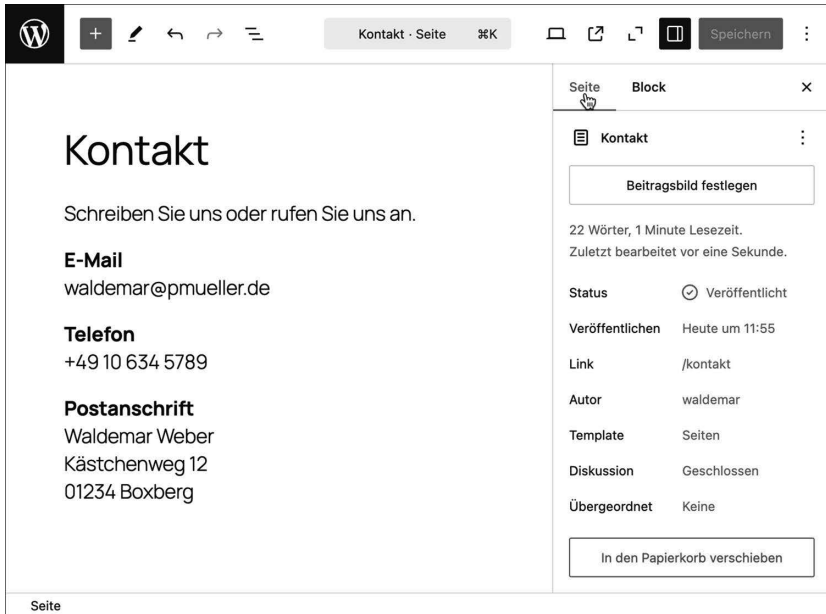 Kontakt · Seite ⌘K
Speichern
Kontakt
Schreiben Sie uns oder rufen Sie uns an.
E-Mail
waldemar@pmueller.de
Telefon
+49 10 634 5789
Postanschrift
Waldemar Weber
Kästchenweg 12
01234 Boxberg
Seite Block
Kontakt
Beitragsbild festlegen
22 Wörter, 1 Minute Lesezeit.
Zuletzt bearbeitet vor eine Sekunde.
Status Veröffentlicht
Veröffentlichen Heute um 11:55
Link /kontakt
Autor waldemar
Template Seiten
Diskussion Geschlossen
Übergeordnet Keine
In den Papierkorb verschieben
Seite